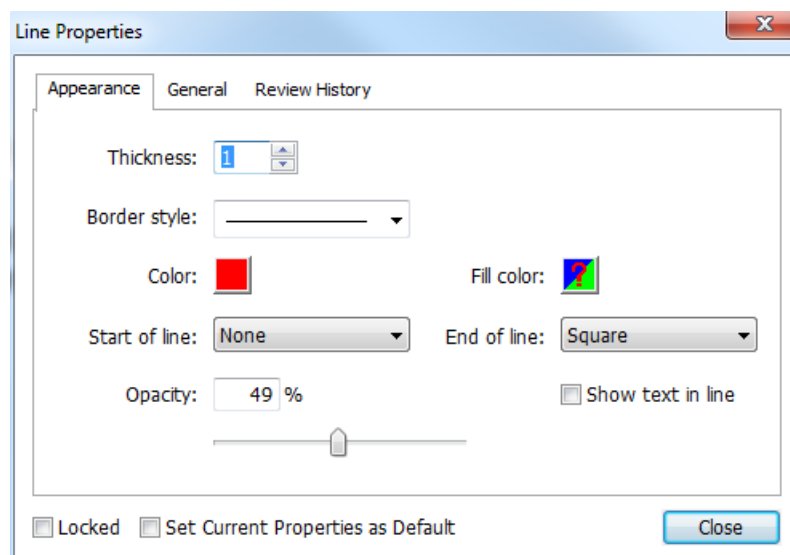 Line Properties
X
Appearance General Review History
Thickness: 1
Border style:
Color: Fill color: ?
Start of line: None End of line: Square
Opacity: 49 % Show text in line
Locked Set Current Properties as Default Close